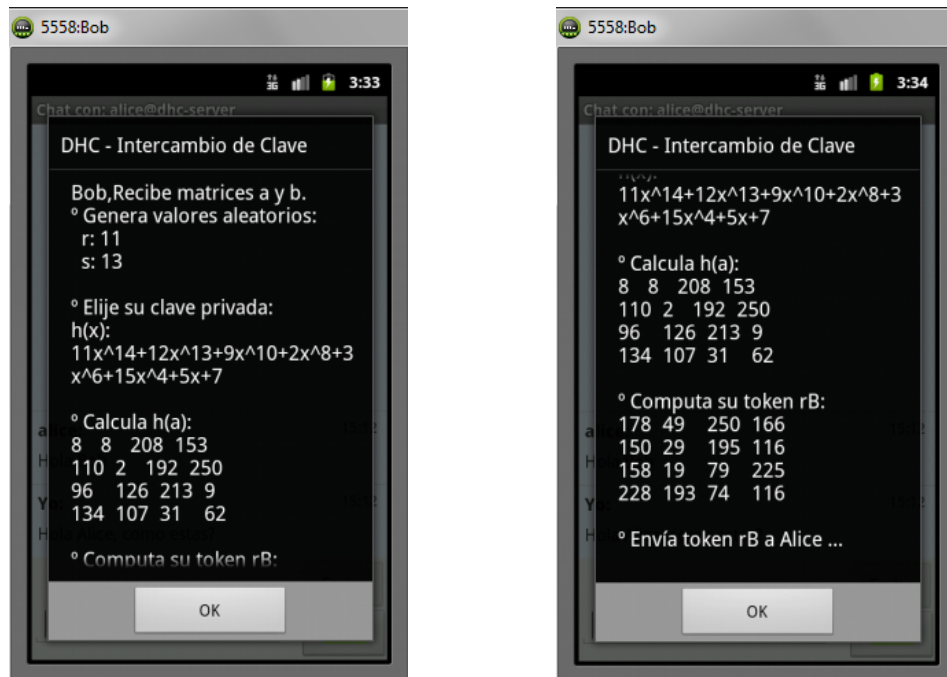 5558:Bob
3G 3:33
Chat con: alice@dhc-server
DHC - Intercambio de Clave
Bob,Recibe matrices a y b.
º Genera valores aleatorios:
r: 11
s: 13
º Elije su clave privada:
h(x):
11x^14+12x^13+9x^10+2x^8+3
x^6+15x^4+5x+7
º Calcula h(a):
8 8 208 153
110 2 192 250
96 126 213 9
134 107 31 62
º Computa su token rB:
OK
5558:Bob
3G 3:34
Chat con: alice@dhc-server
DHC - Intercambio de Clave
h(x):
11x^14+12x^13+9x^10+2x^8+3
x^6+15x^4+5x+7
º Calcula h(a):
8 8 208 153
110 2 192 250
96 126 213 9
134 107 31 62
º Computa su token rB:
178 49 250 166
150 29 195 116
158 19 79 225
228 193 74 116
º Envía token rB a Alice ...
OK